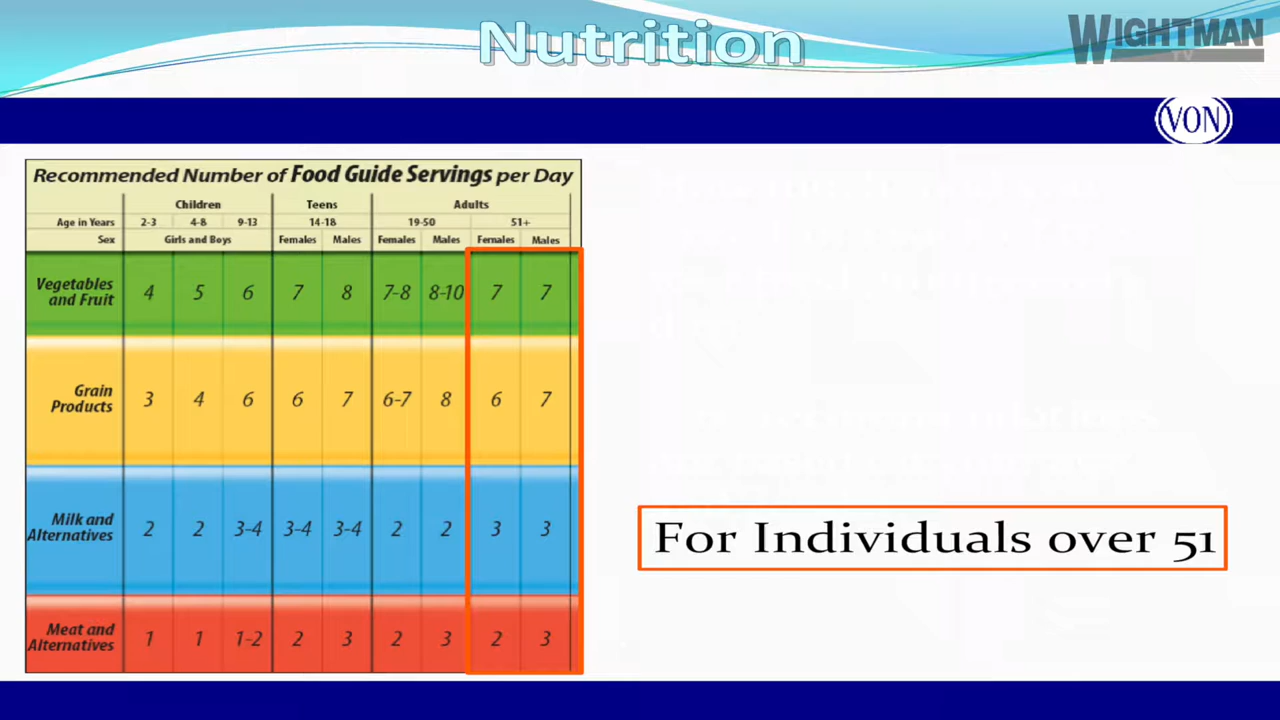 Nutrition
WIGHTMAN
TV
VON
Recommended Number of Food Guide Servings per Day
Children Teens Adults
Age in Years 2-3 4-8 9-13 14-18 19-50 51+
Sex Girls and Boys Females Males Females Males Females Males
Vegetables
and Fruit 4 5 6 7 8 7-8 8-10 7 7
Grain
Products 3 4 6 6 7 6-7 8 6 7
Milk and
Alternatives 2 2 3-4 3-4 3-4 2 2 3 3
Meat and
Alternatives 1 1 1-2 2 3 2 3 2 3
For Individuals over 51